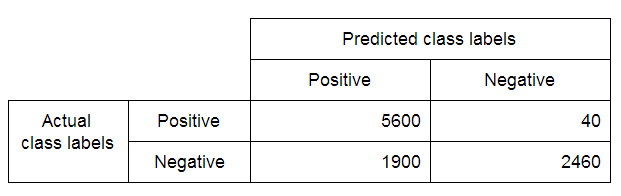 Predicted class labels
Positive Negative
Actual
class labels
Positive 5600 40
Negative 1900 2460